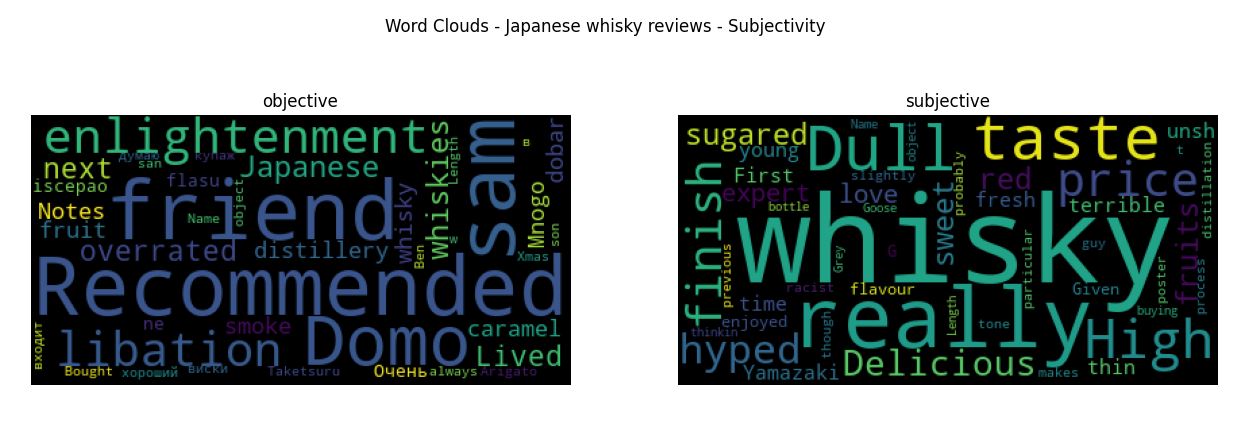 Word Clouds - Japanese whisky reviews - Subjectivity
objective
subjective
enlightenment
sam
dobar
в
Length
whiskies
next
Думаю
san
купаж
Japanese
iscepao
flasu
object
friend
whisky
Mnogo
son
Notes
Name
fruit
overrated
distillery
w
Ben
Xmas
Recommended
входит
libation
ne
smoke
Domo
caramel
Lived
Bought
хороший
виски
Taketsuru
Очень
always
Arigato
sugared
Dull
Name
object
taste
unsh
t
young
First
slightly
finish
expert
love
sweet
probably
red
price
fresh
terrible
distillation
bottle
Goose
whisky
fruits
previous
Grey
G
guy
particular
racist
flavour
Given
poster
process
time
enjoyed
thinkin
though
really
Length
tone
buying
High
hyped
Yamazaki
Delicious
makes
thin